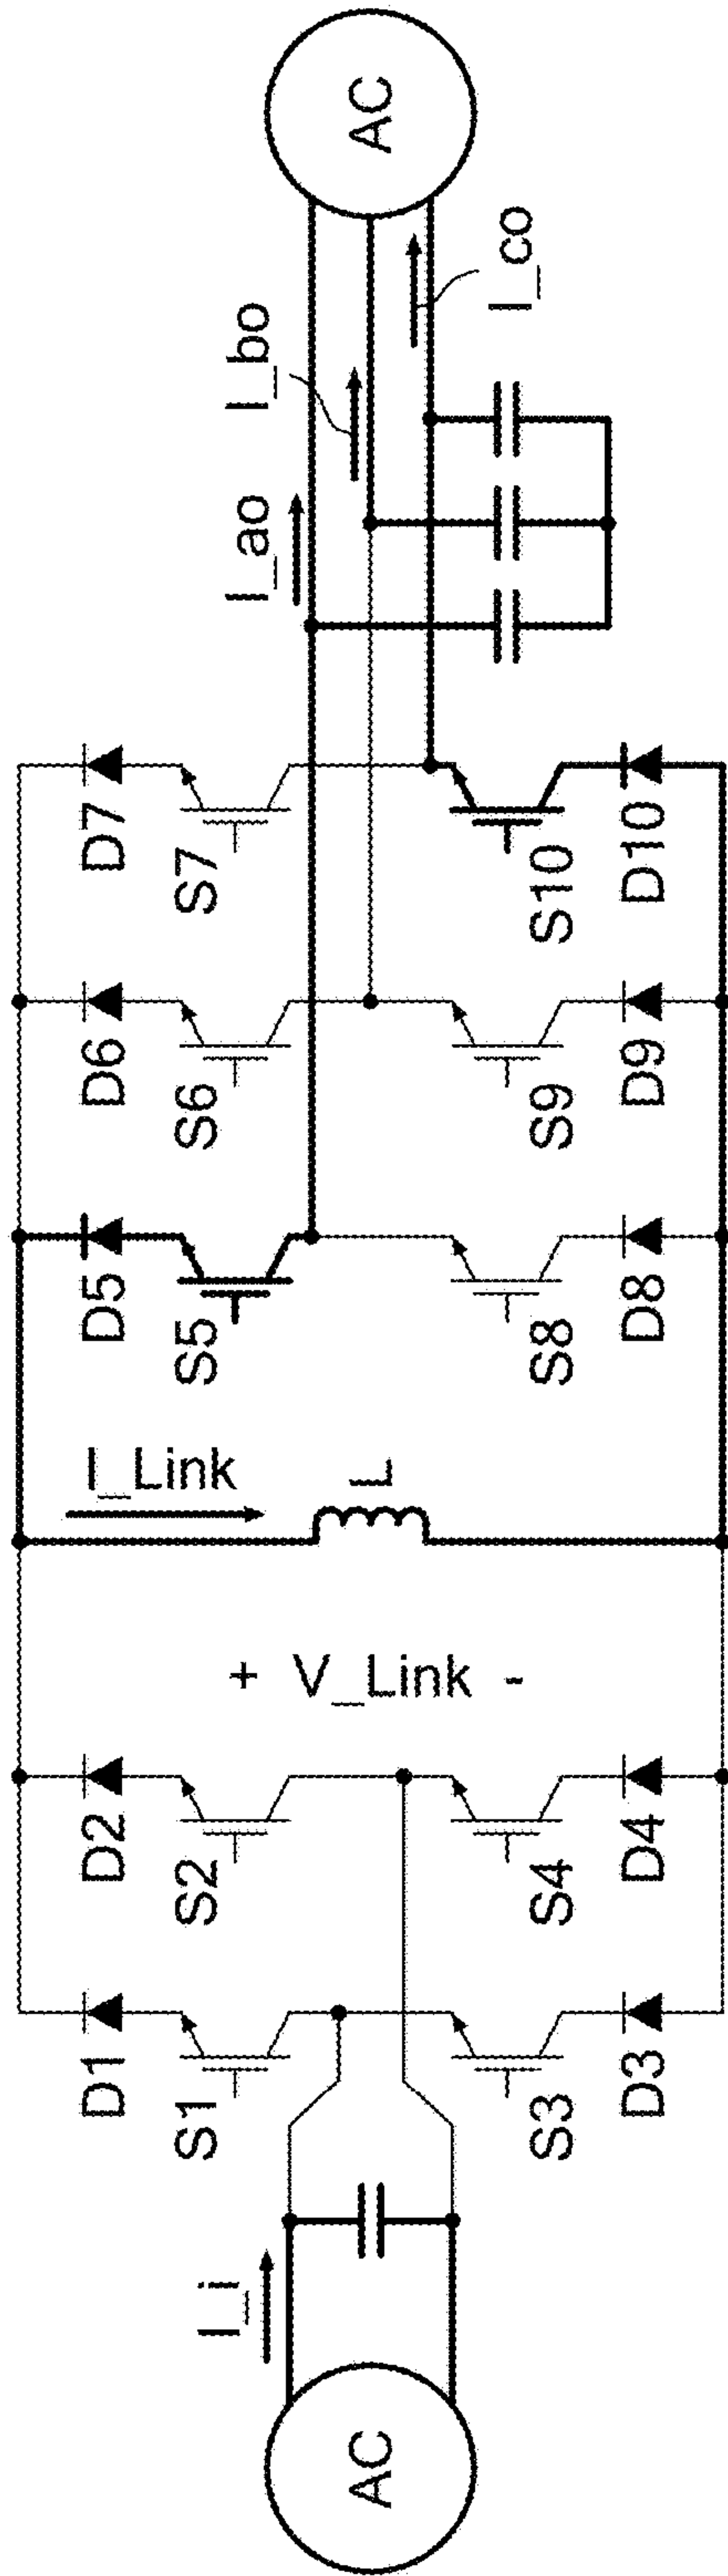 AC
I_i
D1
S1
S3
D3
D2
S2
S4
D4
+ V_Link -
I_Link
L
D5
S5
S8
D8
D6
S6
S9
D9
D7
S7
S10
D10
I_ao
I_bo
I_co
AC